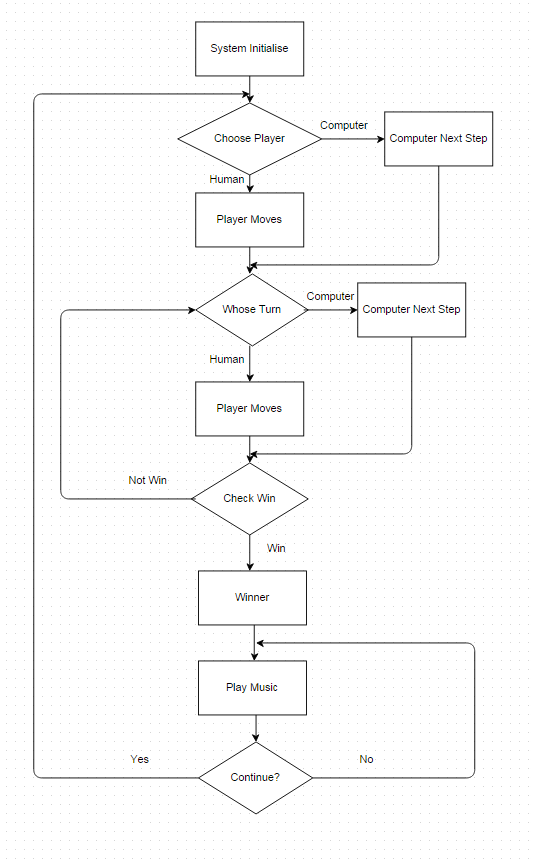 System Initialise
Choose Player
Computer
Computer Next Step
Human
Player Moves
Whose Turn
Computer
Computer Next Step
Human
Player Moves
Not Win
Check Win
Win
Winner
Play Music
Yes
Continue?
No